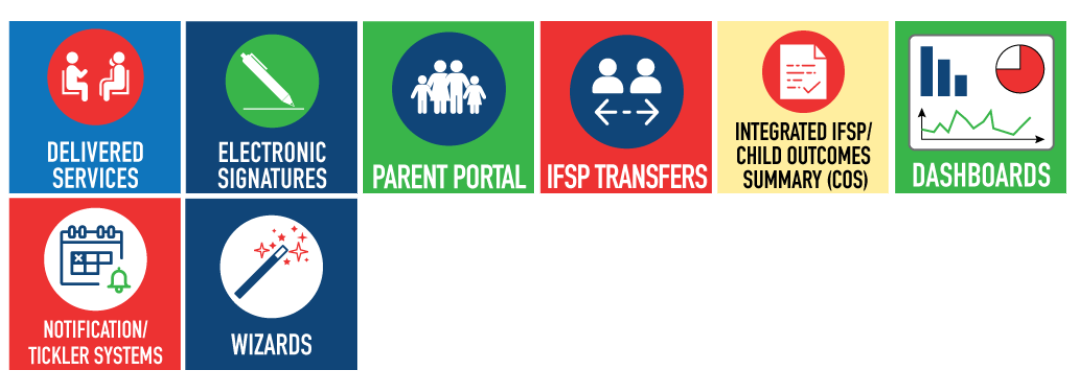 DELIVERED
SERVICES
ELECTRONIC
SIGNATURES
PARENT PORTAL
IFSP TRANSFERS
INTEGRATED IFSP/
CHILD OUTCOMES
SUMMARY (COS)
DASHBOARDS
NOTIFICATION/
TICKLER SYSTEMS
WIZARDS